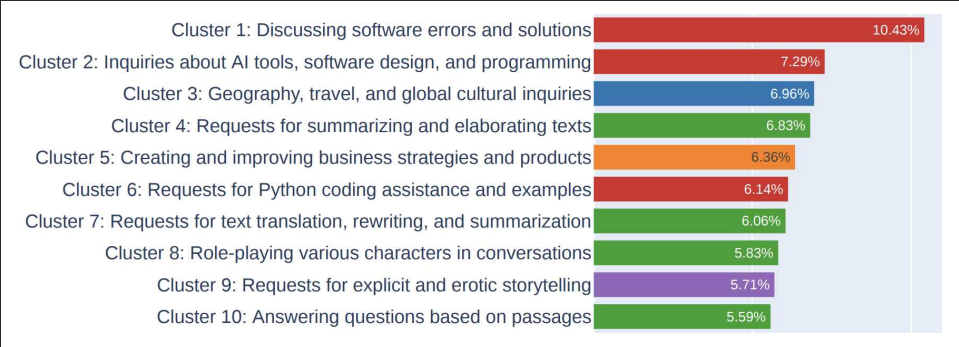 Cluster 1: Discussing software errors and solutions 10.43%
Cluster 2: Inquiries about AI tools, software design, and programming 7.29%
Cluster 3: Geography, travel, and global cultural inquiries 6.96%
Cluster 4: Requests for summarizing and elaborating texts 6.83%
Cluster 5: Creating and improving business strategies and products 6.36%
Cluster 6: Requests for Python coding assistance and examples 6.14%
Cluster 7: Requests for text translation, rewriting, and summarization 6.06%
Cluster 8: Role-playing various characters in conversations 5.83%
Cluster 9: Requests for explicit and erotic storytelling 5.71%
Cluster 10: Answering questions based on passages 5.59%